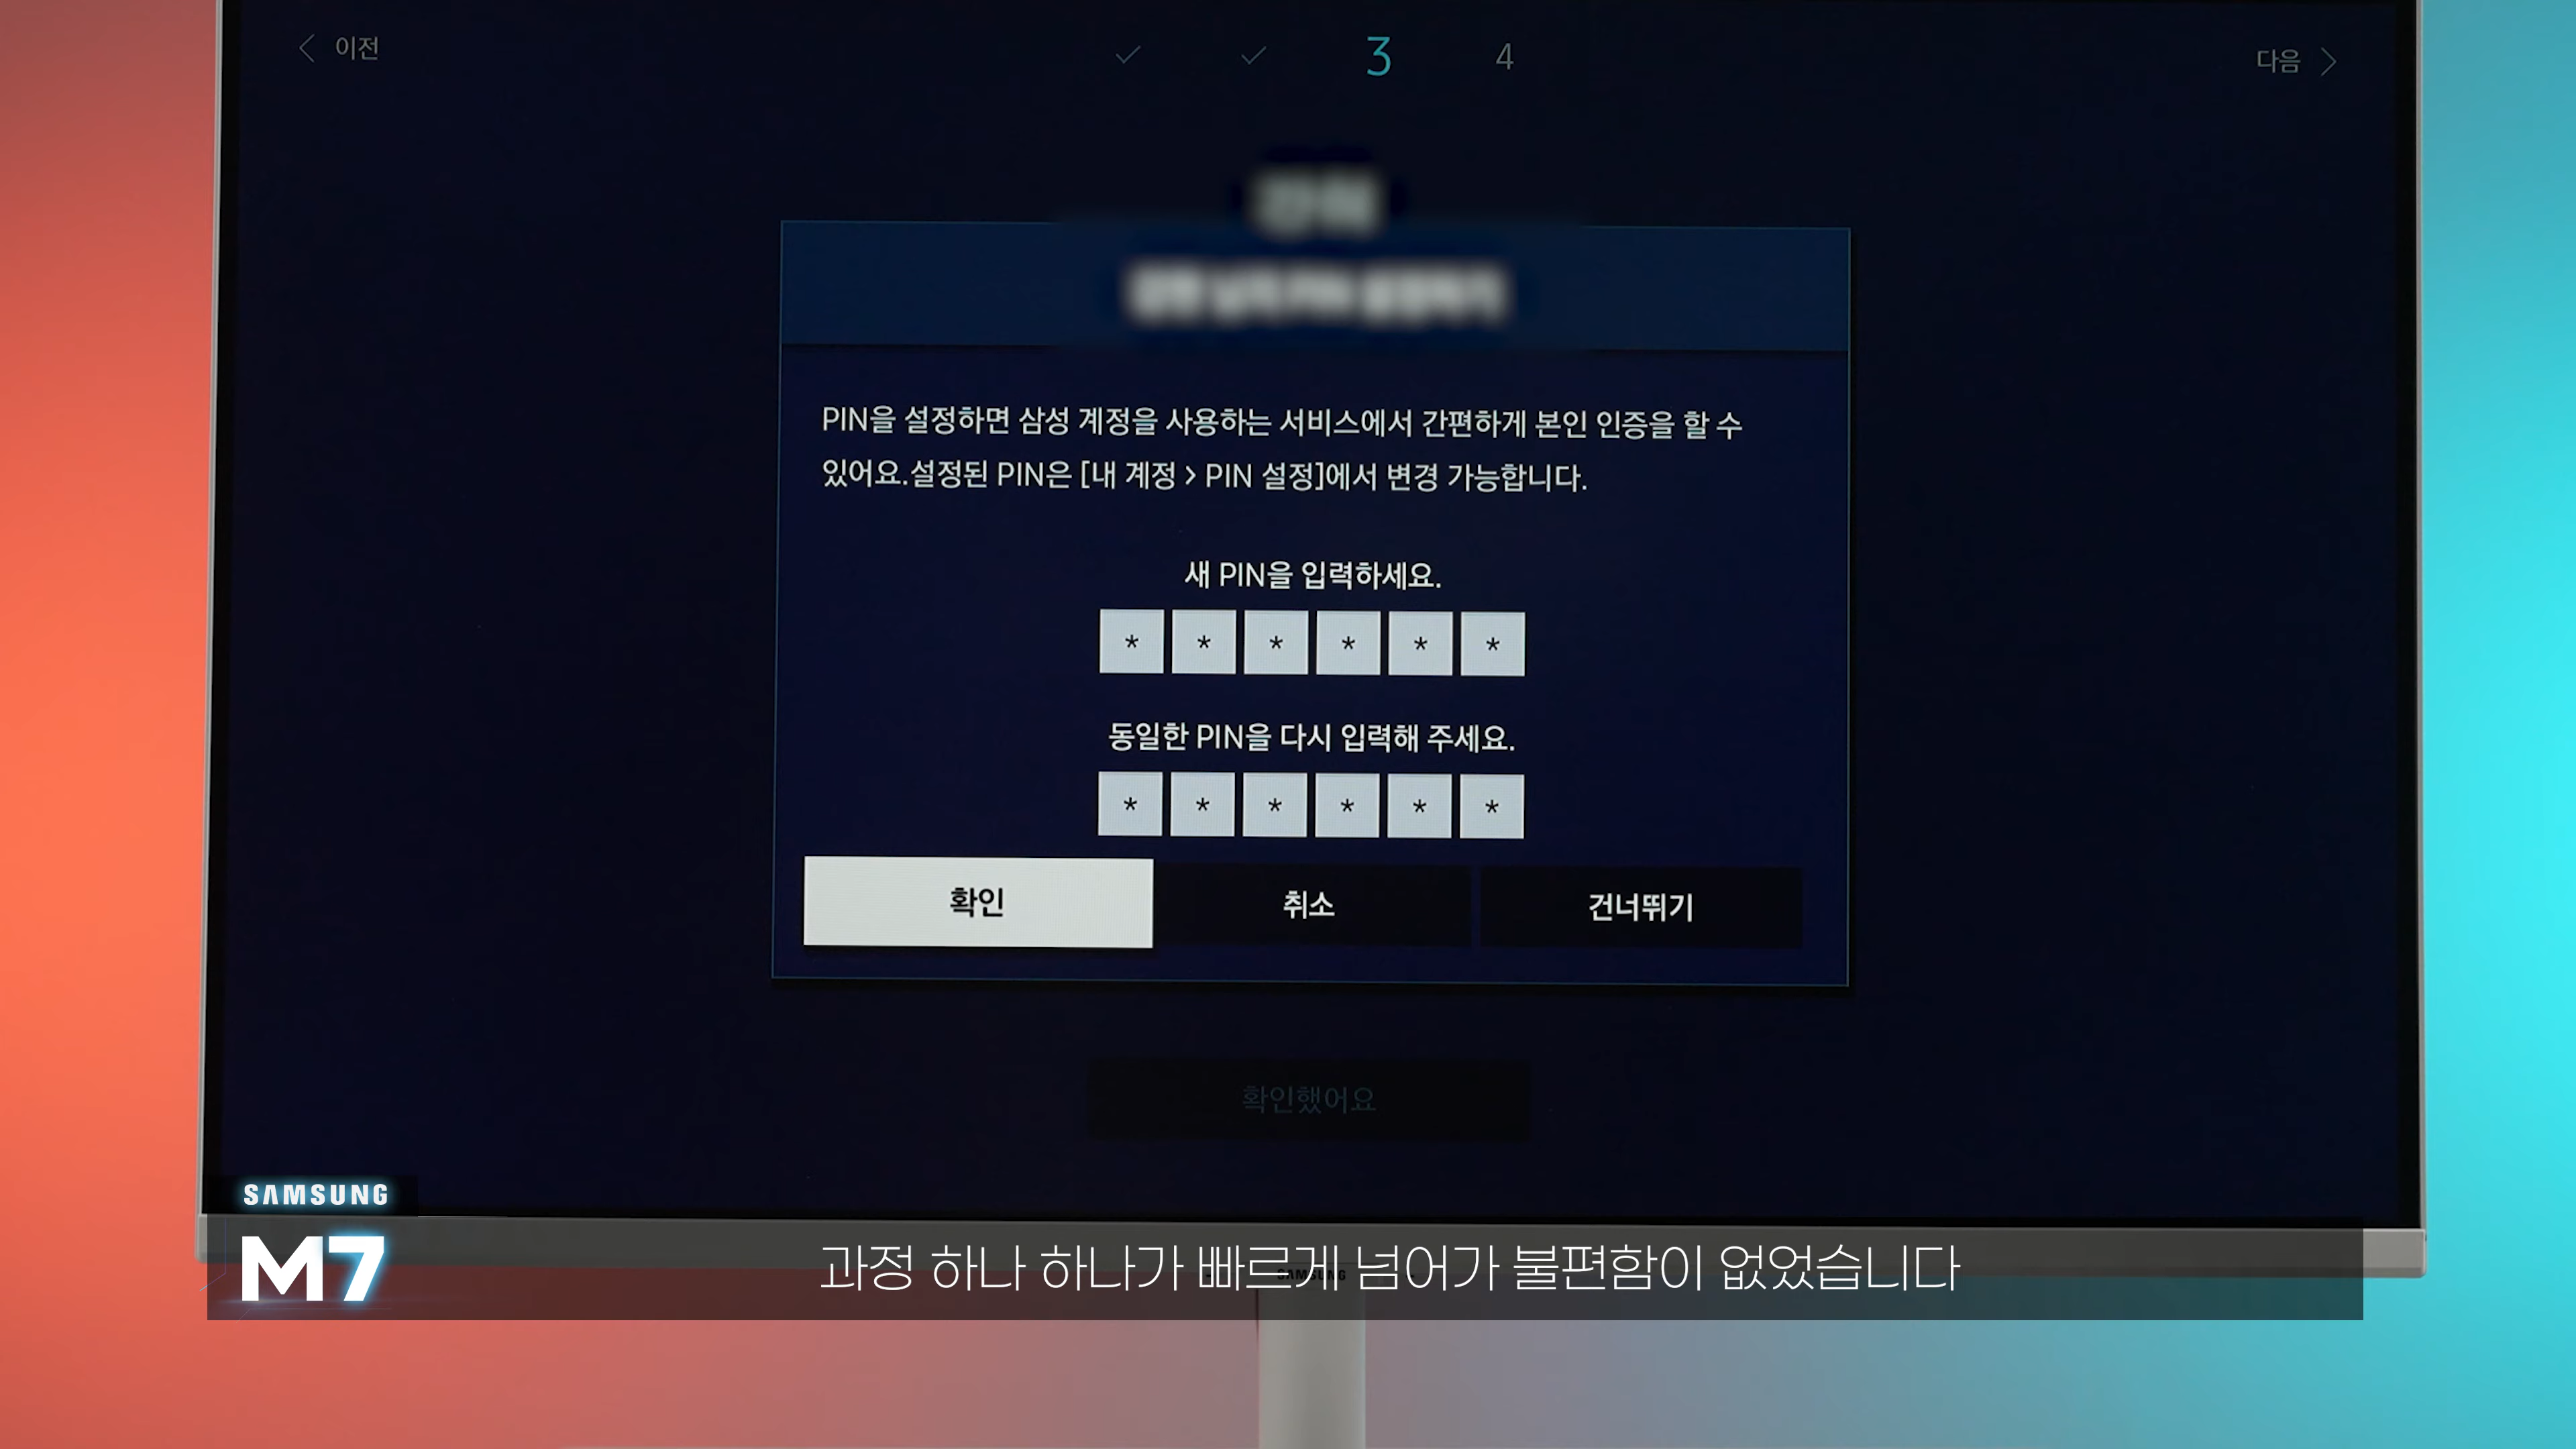 이전
3
4
다음
PIN을 설정하면 삼성 계정을 사용하는 서비스에서 간편하게 본인 인증을 할 수
있어요.설정된 PIN은 [내 계정 > PIN 설정]에서 변경 가능합니다.
새 PIN을 입력하세요.
* * * * * *
동일한 PIN을 다시 입력해 주세요.
* * * * * *
확인
취소
건너뛰기
확인했어요
SAMSUNG
M7
SAMSUNG
과정 하나 하나가 빠르게 넘어가 불편함이 없었습니다